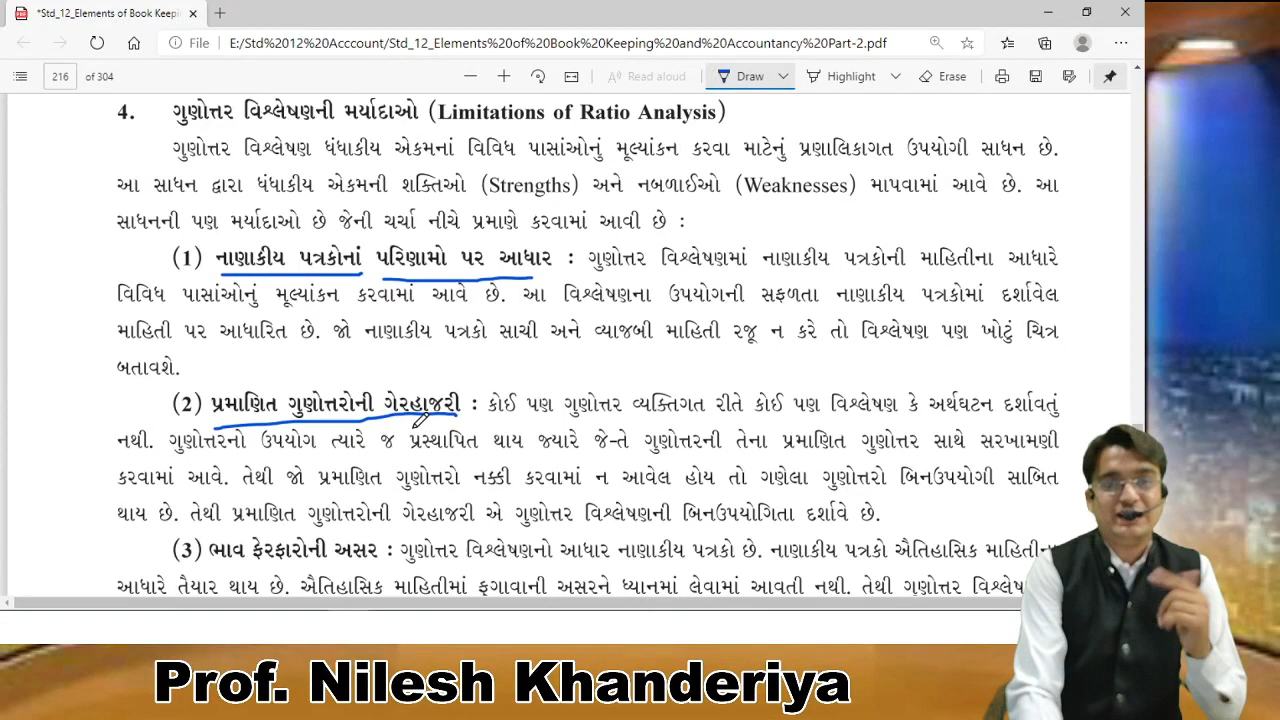 *Std_12_Elements of Book Keeping
File
E:/Std%2012%20Acccount/Std_12_Elements%20of%20Book%20Keeping%20and%20Accountancy%20Part-2.pdf
216 of 304
Read aloud
Draw
Highlight
Erase
4. ગુણોત્તર વિશ્લેષણની મર્યાદાઓ (Limitations of Ratio Analysis)
ગુણોત્તર વિશ્લેષણ ધંધાકીય એકમનાં વિવિધ પાસાંઓનું મૂલ્યાંકન કરવા માટેનું પ્રણાલિકાગત ઉપયોગી સાધન છે.
આ સાધન દ્વારા ધંધાકીય એકમની શક્તિઓ (Strengths) અને નબળાઈઓ (Weaknesses) માપવામાં આવે છે. આ
સાધનની પણ મર્યાદાઓ છે જેની ચર્ચા નીચે પ્રમાણે કરવામાં આવી છે :
(1) નાણાકીય પત્રકોનાં પરિણામો પર આધાર : ગુણોત્તર વિશ્લેષણમાં નાણાકીય પત્રકોની માહિતીના આધારે
વિવિધ પાસાંઓનું મૂલ્યાંકન કરવામાં આવે છે. આ વિશ્લેષણના ઉપયોગની સફળતા નાણાકીય પત્રકોમાં દર્શાવેલ
માહિતી પર આધારિત છે. જો નાણાકીય પત્રકો સાચી અને વ્યાજબી માહિતી રજૂ ન કરે તો વિશ્લેષણ પણ ખોટું ચિત્ર
બતાવશે.
(2) પ્રમાણિત ગુણોત્તરોની ગેરહાજરી : કોઈ પણ ગુણોત્તર વ્યક્તિગત રીતે કોઈ પણ વિશ્લેષણ કે અર્થઘટન દર્શાવતું
નથી. ગુણોત્તરનો ઉપયોગ ત્યારે જ પ્રસ્થાપિત થાય જ્યારે જે-તે ગુણોત્તરની તેના પ્રમાણિત ગુણોત્તર સાથે સરખામણી
કરવામાં આવે. તેથી જો પ્રમાણિત ગુણોત્તરો નક્કી કરવામાં ન આવેલ હોય તો ગણેલા ગુણોત્તરો બિનઉપયોગી સાબિત
થાય છે. તેથી પ્રમાણિત ગુણોત્તરોની ગેરહાજરી એ ગુણોત્તર વિશ્લેષણની બિનઉપયોગિતા દર્શાવે છે.
(3) ભાવ ફેરફારોની અસર : ગુણોત્તર વિશ્લેષણનો આધાર નાણાકીય પત્રકો છે. નાણાકીય પત્રકો ઐતિહાસિક માહિતીના
આધારે તૈયાર થાય છે. ઐતિહાસિક માહિતીમાં ફગાવાની અસરને ધ્યાનમાં લેવામાં આવતી નથી. તેથી ગુણોત્તર
Prof. Nilesh Khanderiya